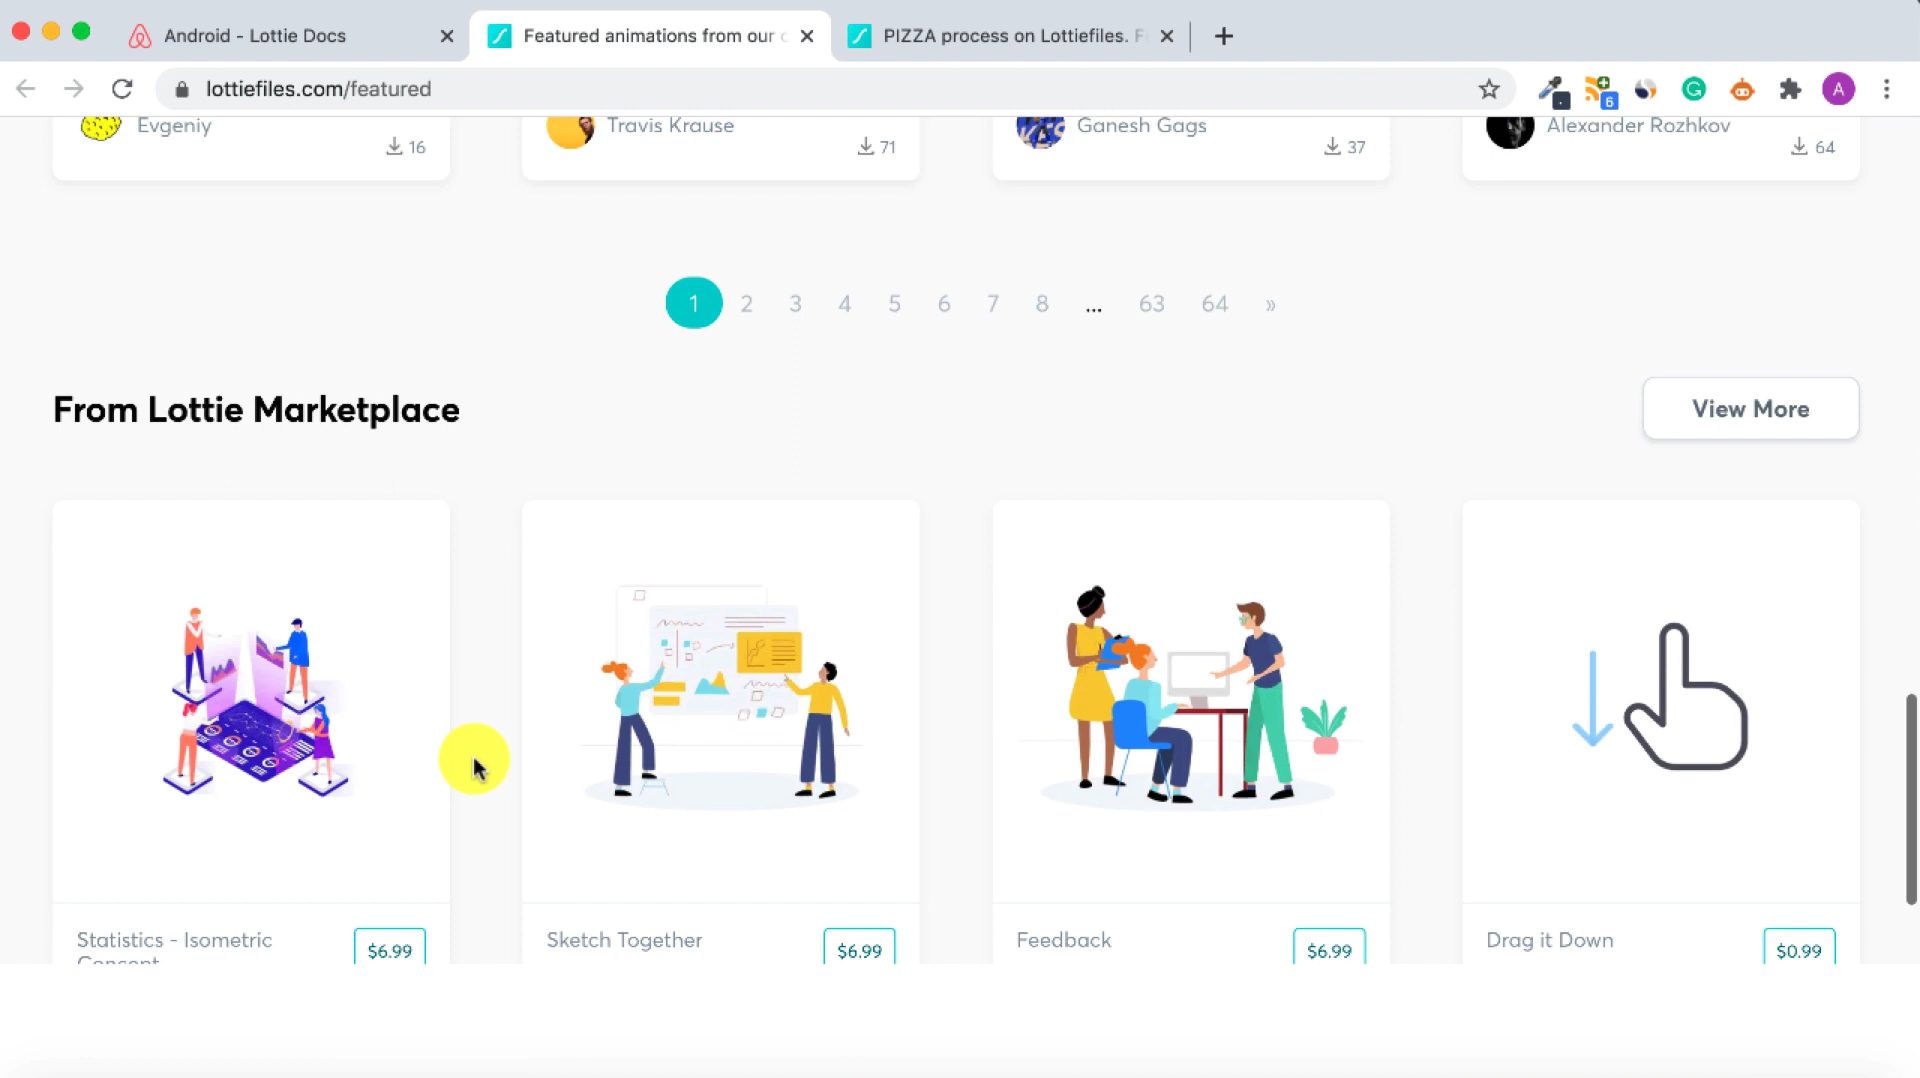 Android - Lottie Docs
Featured animations from our
PIZZA process on Lottiefiles. F
lottiefiles.com/featured
6
G
A
Evgeniy
16
Travis Krause
71
Ganesh Gags
37
Alexander Rozhkov
64
1 2 3 4 5 6 7 8 ... 63 64 »
From Lottie Marketplace
View More
Statistics - Isometric
Concept
$6.99
Sketch Together
$6.99
Feedback
$6.99
Drag it Down
$0.99